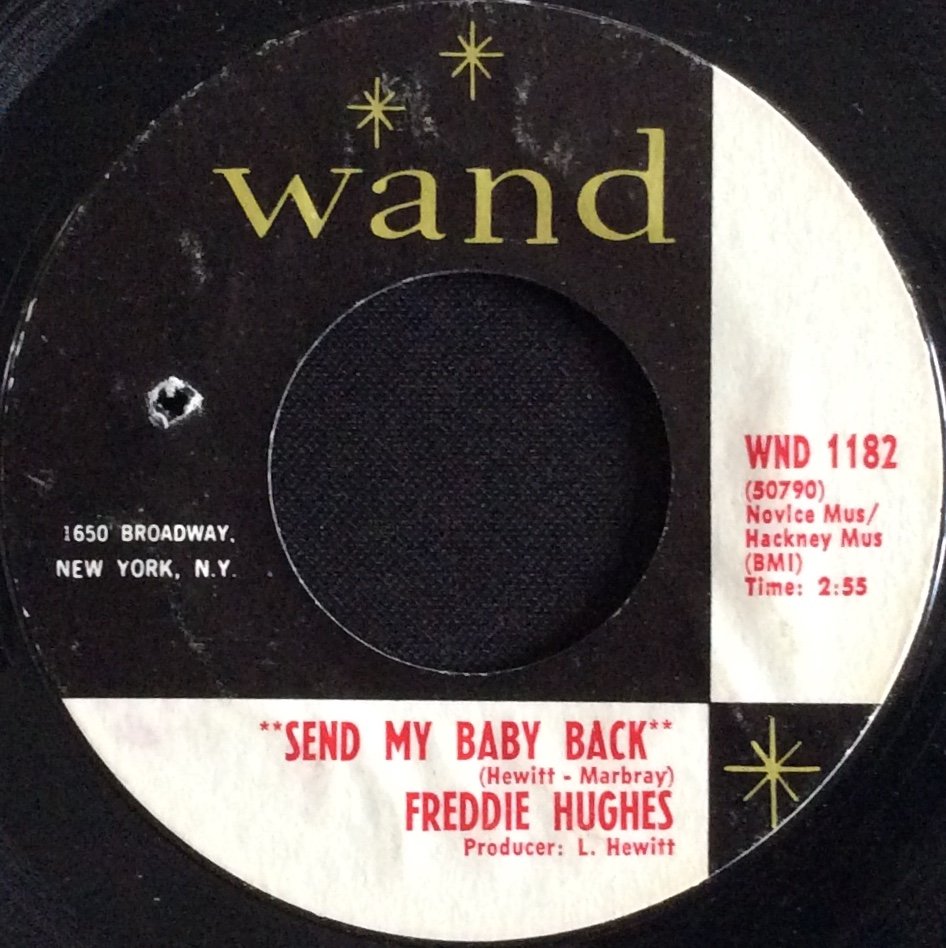 wand
WND 1182
(50790)
Novice Mus/
Hackney Mus
(BMI)
Time: 2:55
1650 BROADWAY,
NEW YORK, N.Y.
**SEND MY BABY BACK**
(Hewitt - Marbray)
FREDDIE HUGHES
Producer: L. Hewitt